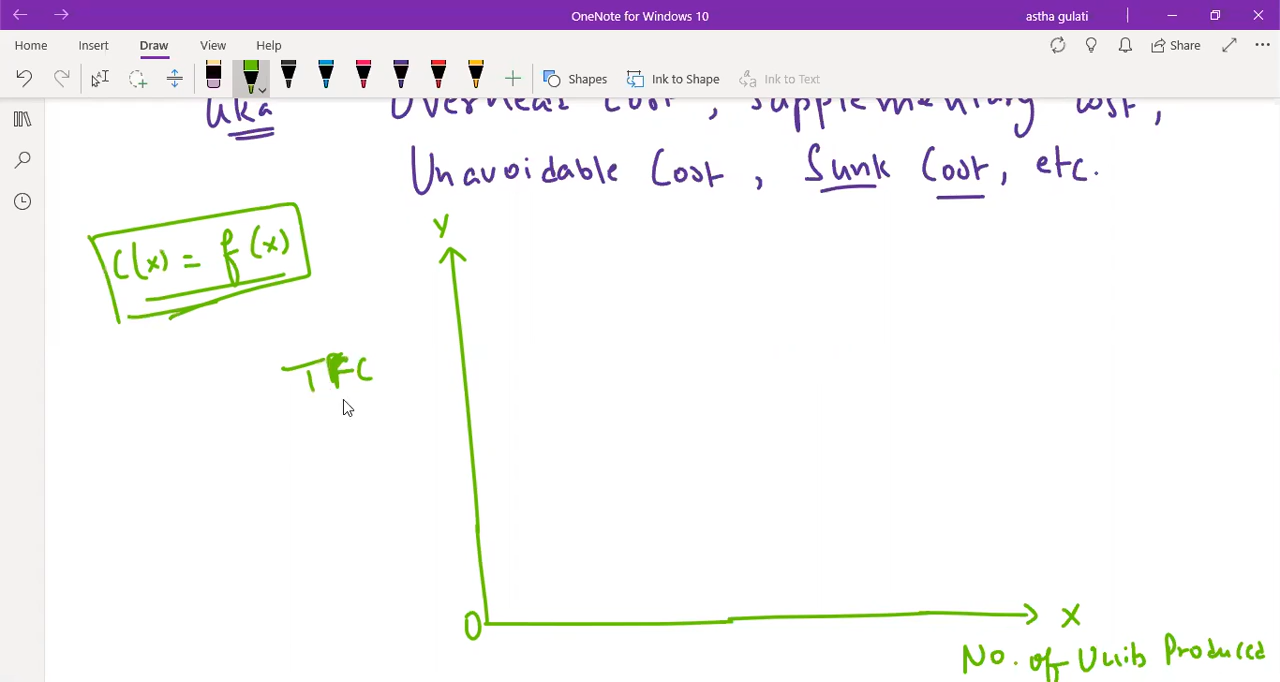 OneNote for Windows 10
astha gulati
Home Insert Draw View Help
Share
Shapes Ink to Shape Ink to Text
aka Overhead Cost, Supplementary Cost,
Unavoidable Cost, Sunk Cost, etc.
Y
C(x) = f(x)
TFC
O
X
No. of Units Produced